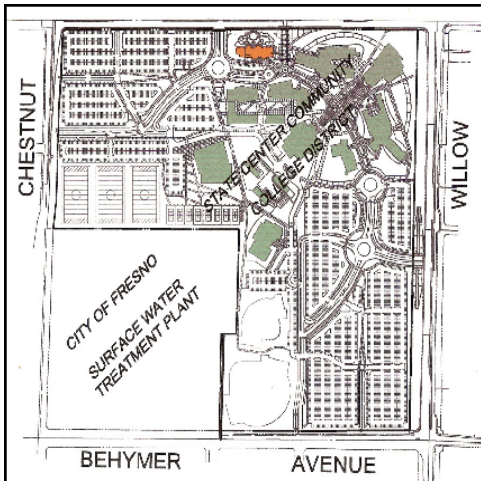 CHESTNUT
STATE CENTER COMMUNITY
COLLEGE DISTRICT
WILLOW
CITY OF FRESNO
SURFACE WATER
TREATMENT PLANT
BEHYMER AVENUE